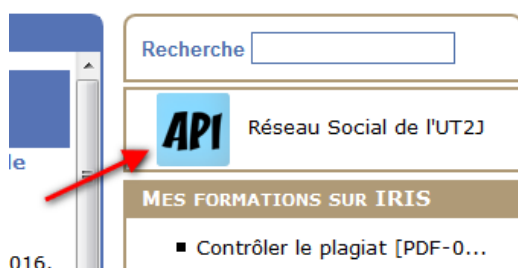 Recherche
API Réseau Social de l'UT2J
le
MES FORMATIONS SUR IRIS
Contrôler le plagiat [PDF-0...
016.